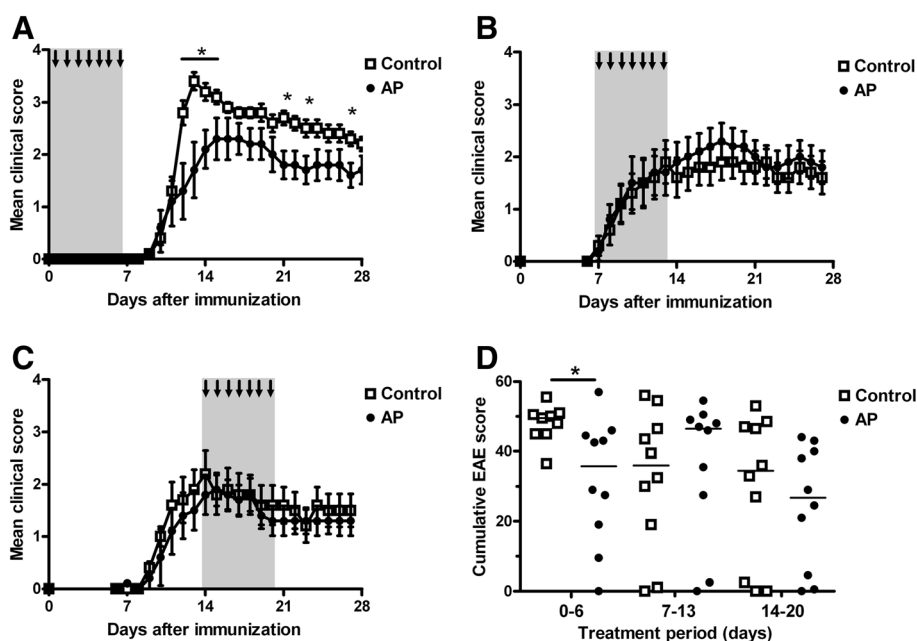 A
Mean clinical score
4
3
2
1
0
0 7 14 21 28
Days after immunization
* * * *
Control
AP
B
Mean clinical score
4
3
2
1
0
0 7 14 21 28
Days after immunization
Control
AP
C
Mean clinical score
4
3
2
1
0
0 7 14 21 28
Days after immunization
Control
AP
D
Cumulative EAE score
60
40
20
0
*
0-6 7-13 14-20
Treatment period (days)
Control
AP